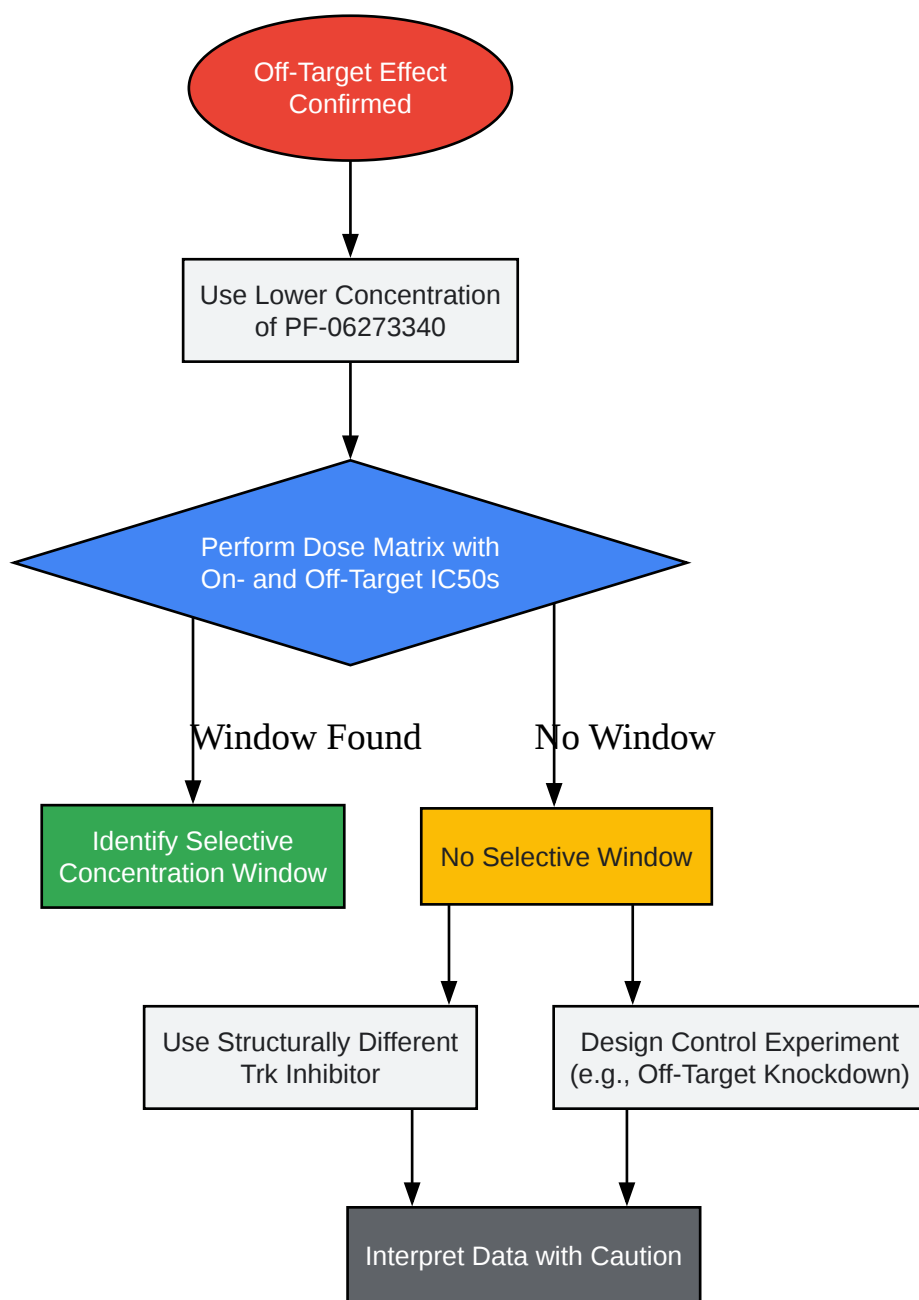 Off-Target Effect
Confirmed
Use Lower Concentration
of PF-06273340
Perform Dose Matrix with
On- and Off-Target IC50s
Window Found
No Window
Identify Selective
Concentration Window
No Selective Window
Use Structurally Different
Trk Inhibitor
Design Control Experiment
(e.g., Off-Target Knockdown)
Interpret Data with Caution